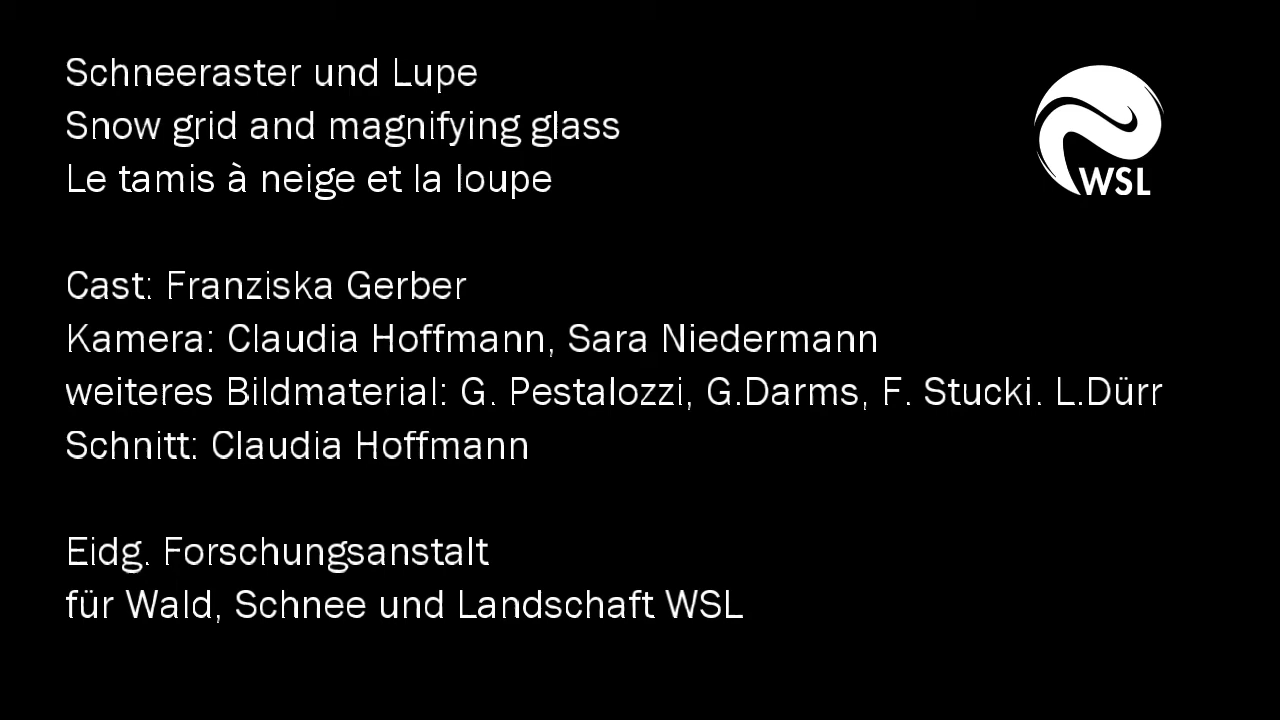 Schneeraster und Lupe
Snow grid and magnifying glass
Le tamis à neige et la loupe
WSL
Cast: Franziska Gerber
Kamera: Claudia Hoffmann, Sara Niedermann
weiteres Bildmaterial: G. Pestalozzi, G.Darms, F. Stucki. L.Dürr
Schnitt: Claudia Hoffmann
Eidg. Forschungsanstalt
für Wald, Schnee und Landschaft WSL